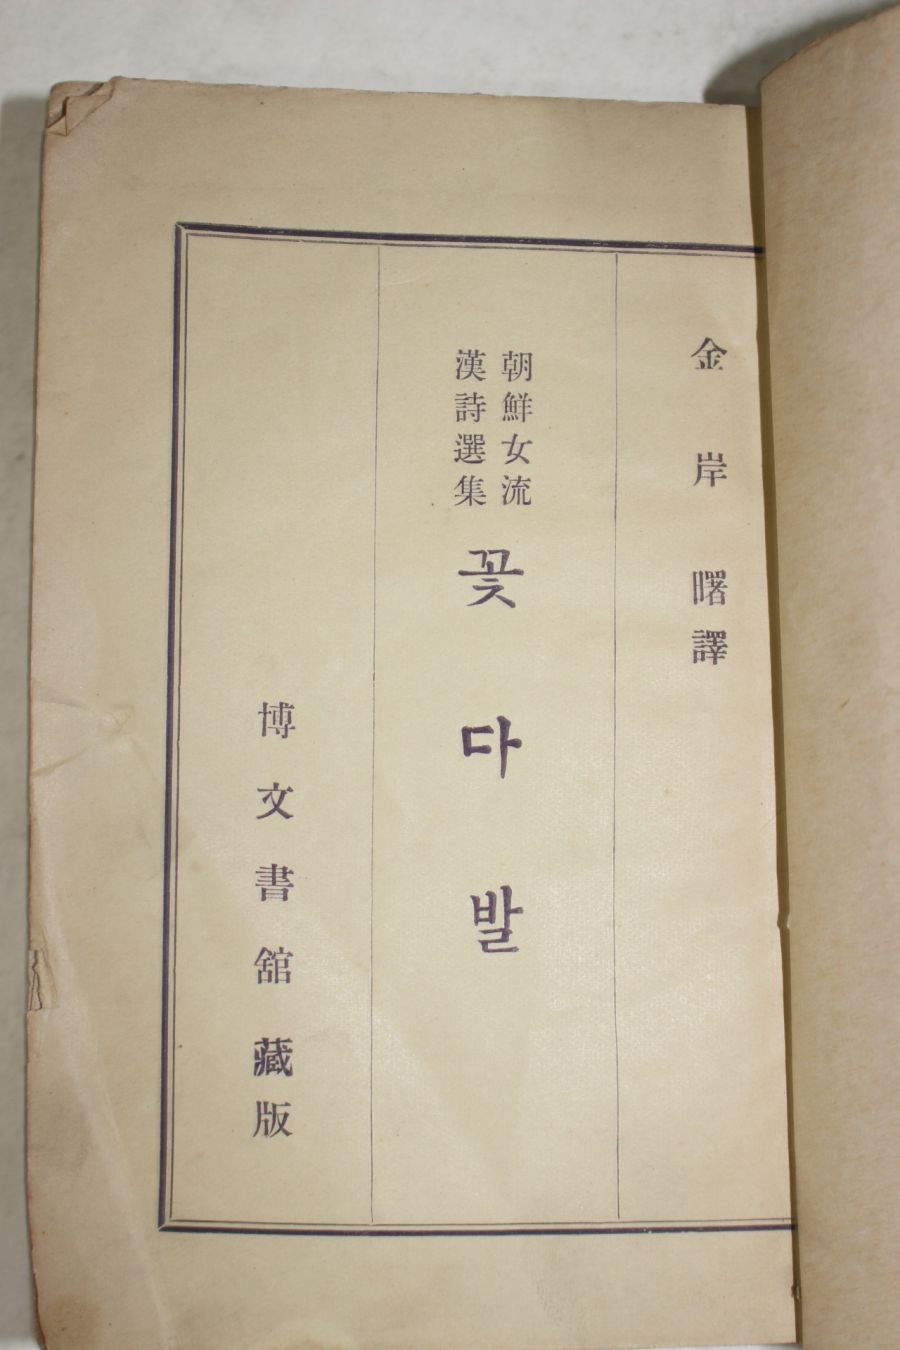 金岸曙譯
朝鮮女流
漢詩選集
꽃다발
博文書舘藏版